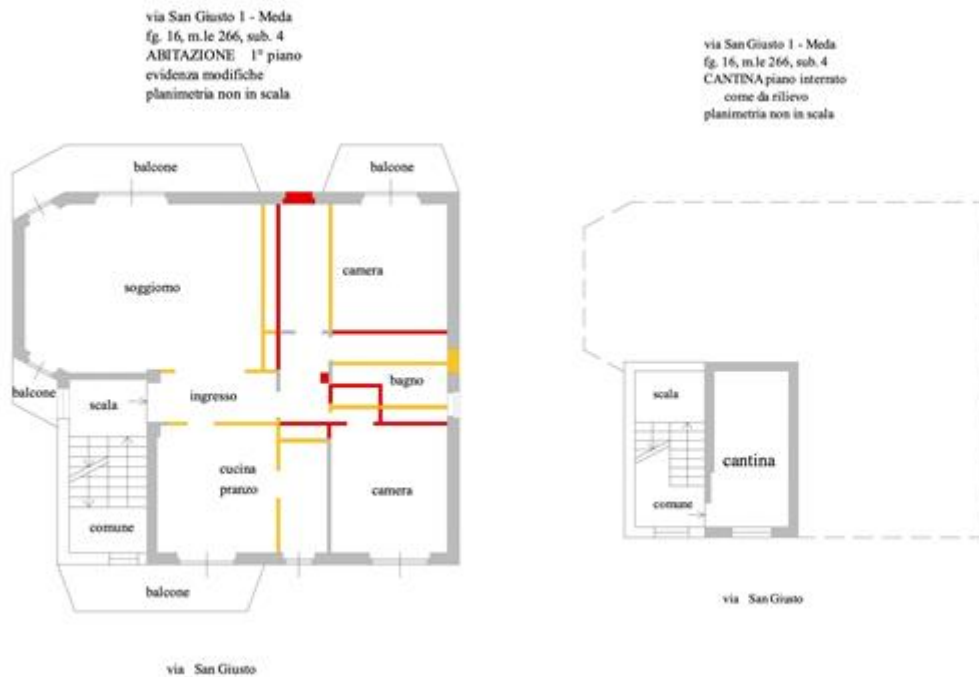 via San Giusto 1 - Meda
fg. 16, m.le 266, sub. 4
ABITAZIONE 1° piano
evidenza modifiche
planimetria non in scala
balcone
balcone
soggiorno
camera
balcone
scala
ingresso
bagno
cucina
pranzo
camera
comune
balcone
via San Giusto
via San Giusto 1 - Meda
fg. 16, m.le 266, sub. 4
CANTINA piano interrato
come da rilievo
planimetria non in scala
scala
cantina
comune
via San Giusto